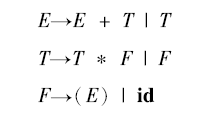 E→E + T | T
T→T * F | F
F→(E) | id